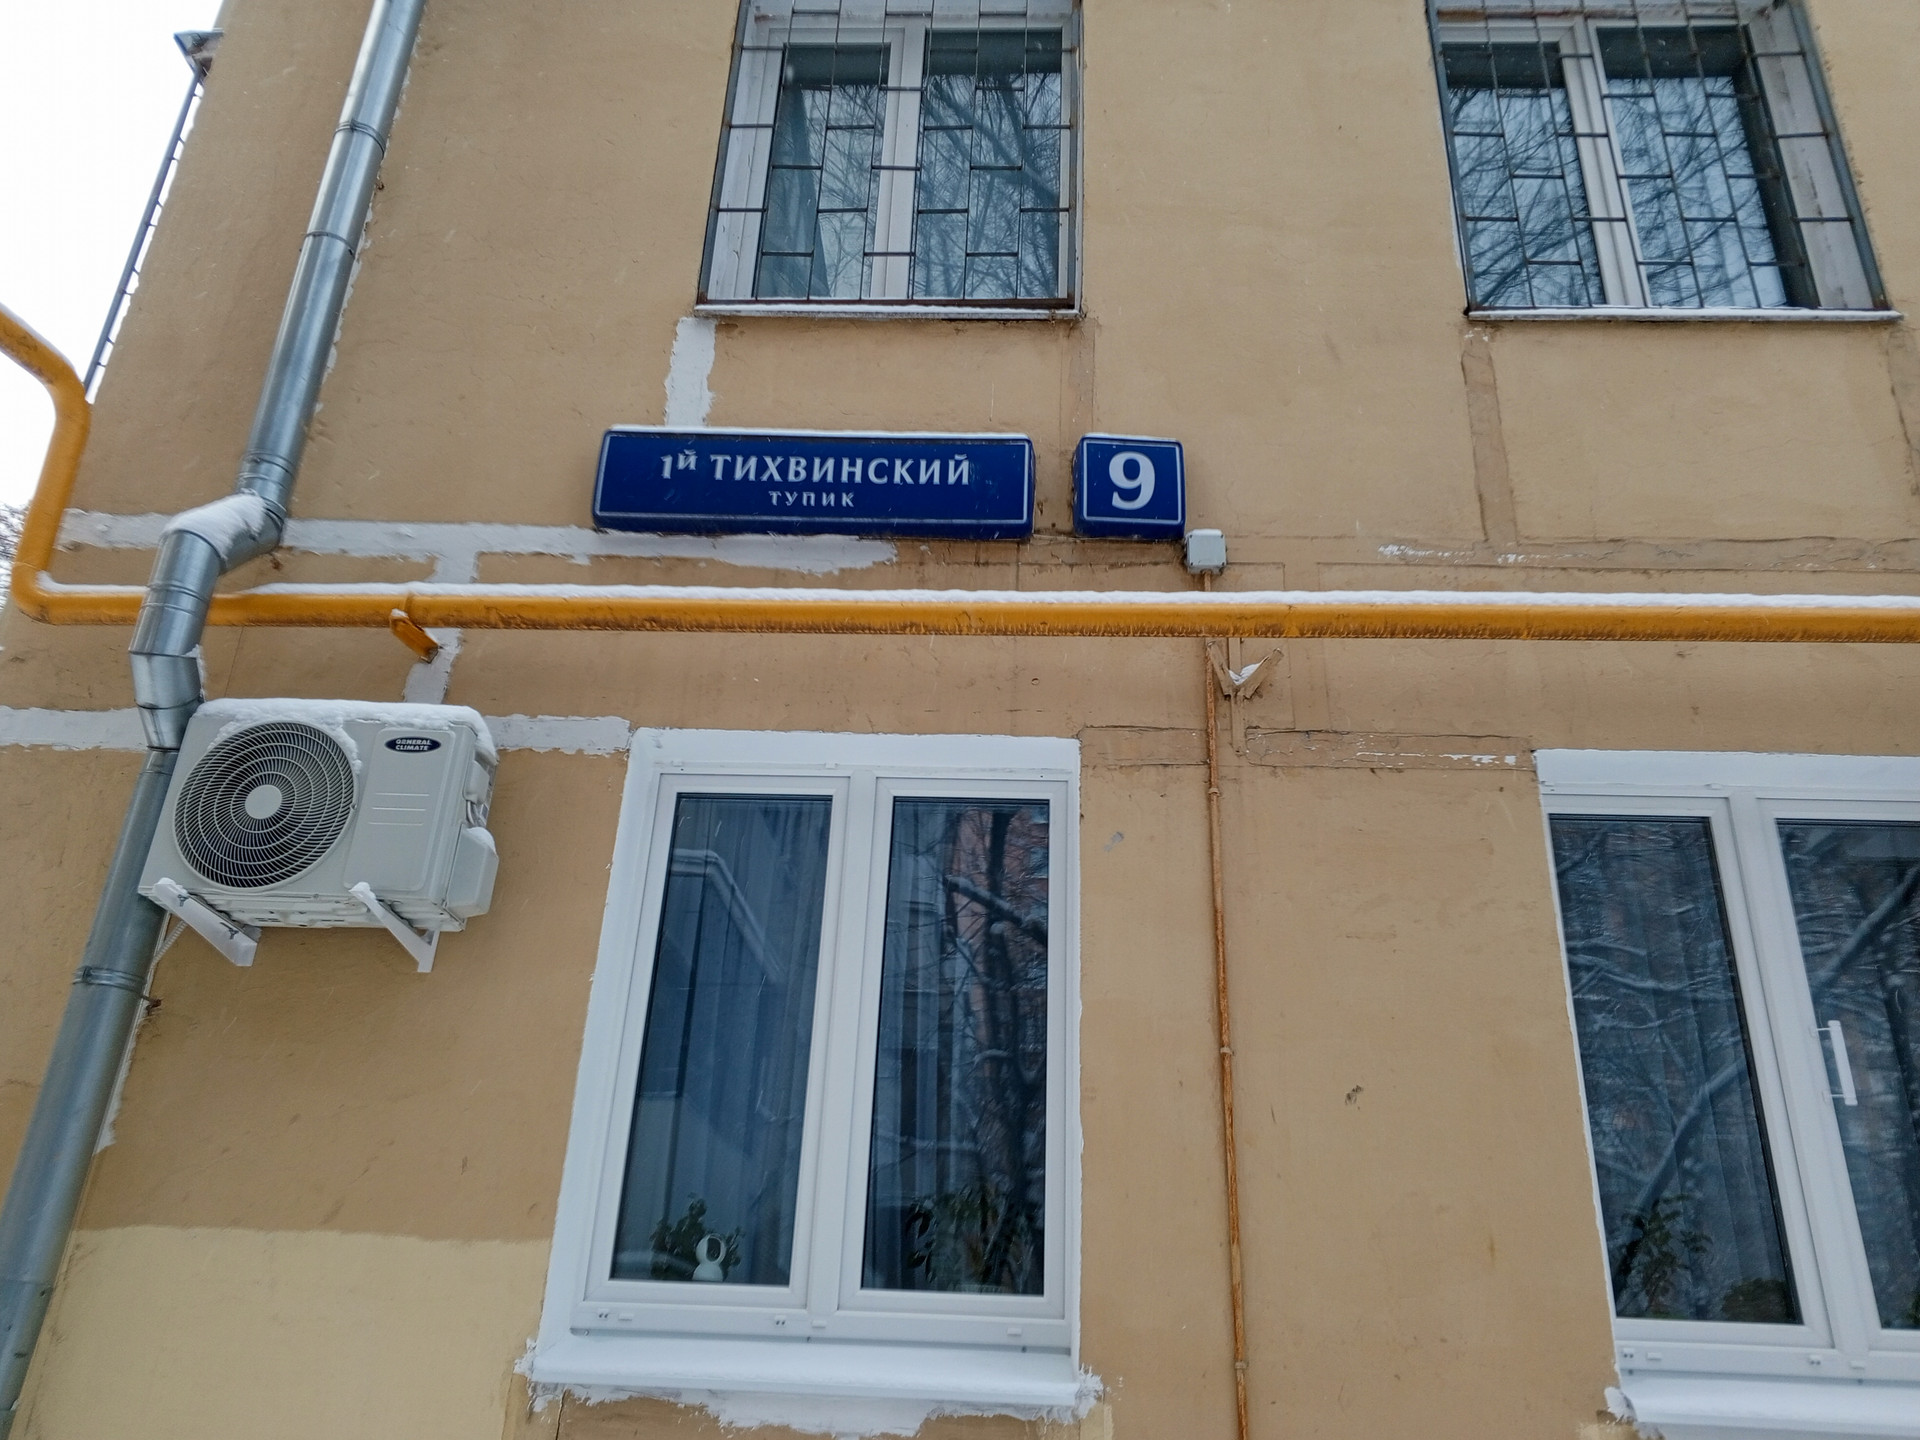 1й ТИХВИНСКИЙ
ТУПИК
9
GENERAL
CLIMATE